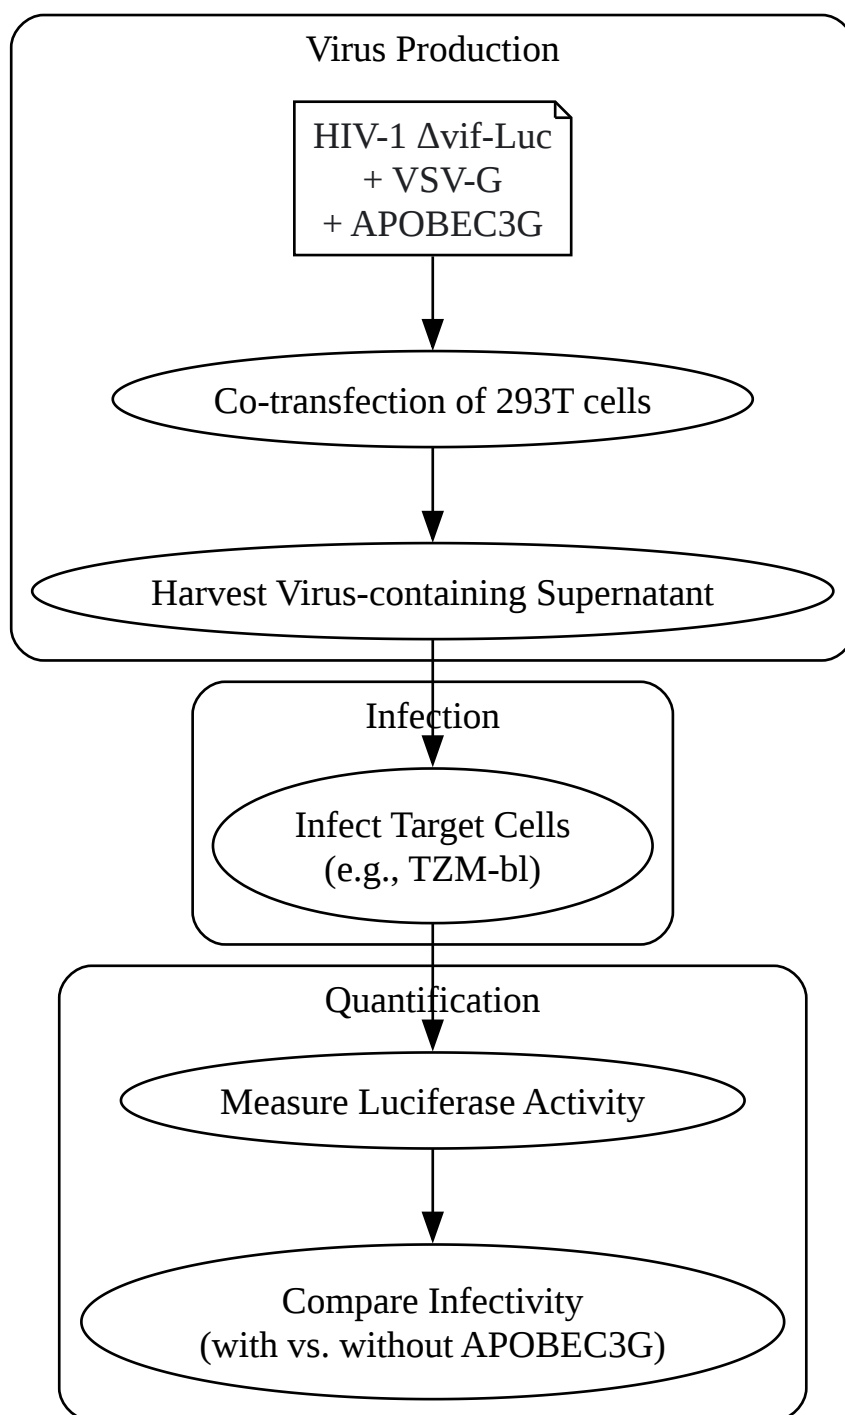 Virus Production
HIV-1 Δvif-Luc
+ VSV-G
+ APOBEC3G
Co-transfection of 293T cells
Harvest Virus-containing Supernatant
Infection
Infect Target Cells
(e.g., TZM-bl)
Quantification
Measure Luciferase Activity
Compare Infectivity
(with vs. without APOBEC3G)